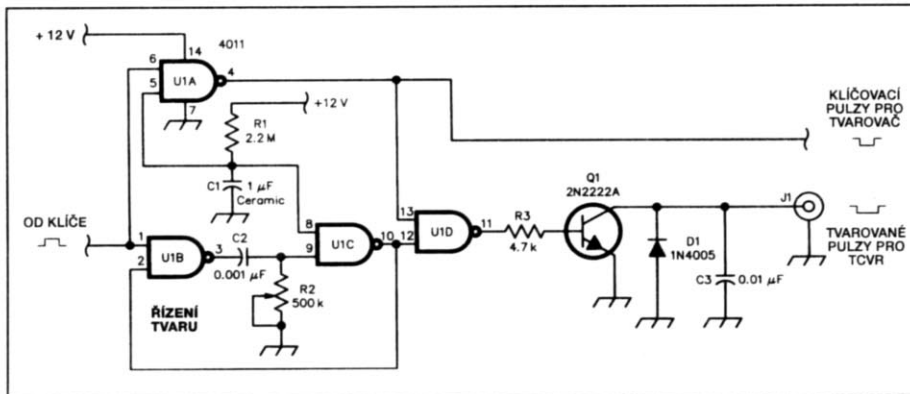 + 12 V
14
4011
6
5
U1A
4
7
+12 V
R1
2.2 M
C1
1 µF
Ceramic
KLÍČOVACÍ
PULZY PRO
TVAROVAČ
OD KLÍČE
1
2
U1B
3
C2
0.001 µF
8
9
U1C
10
13
12
U1D
11
R3
4.7 k
Q1
2N2222A
D1
1N4005
C3
0.01 µF
J1
TVAROVANÉ
PULZY PRO
TCVR
R2
500 k
ŘÍZENÍ
TVARU